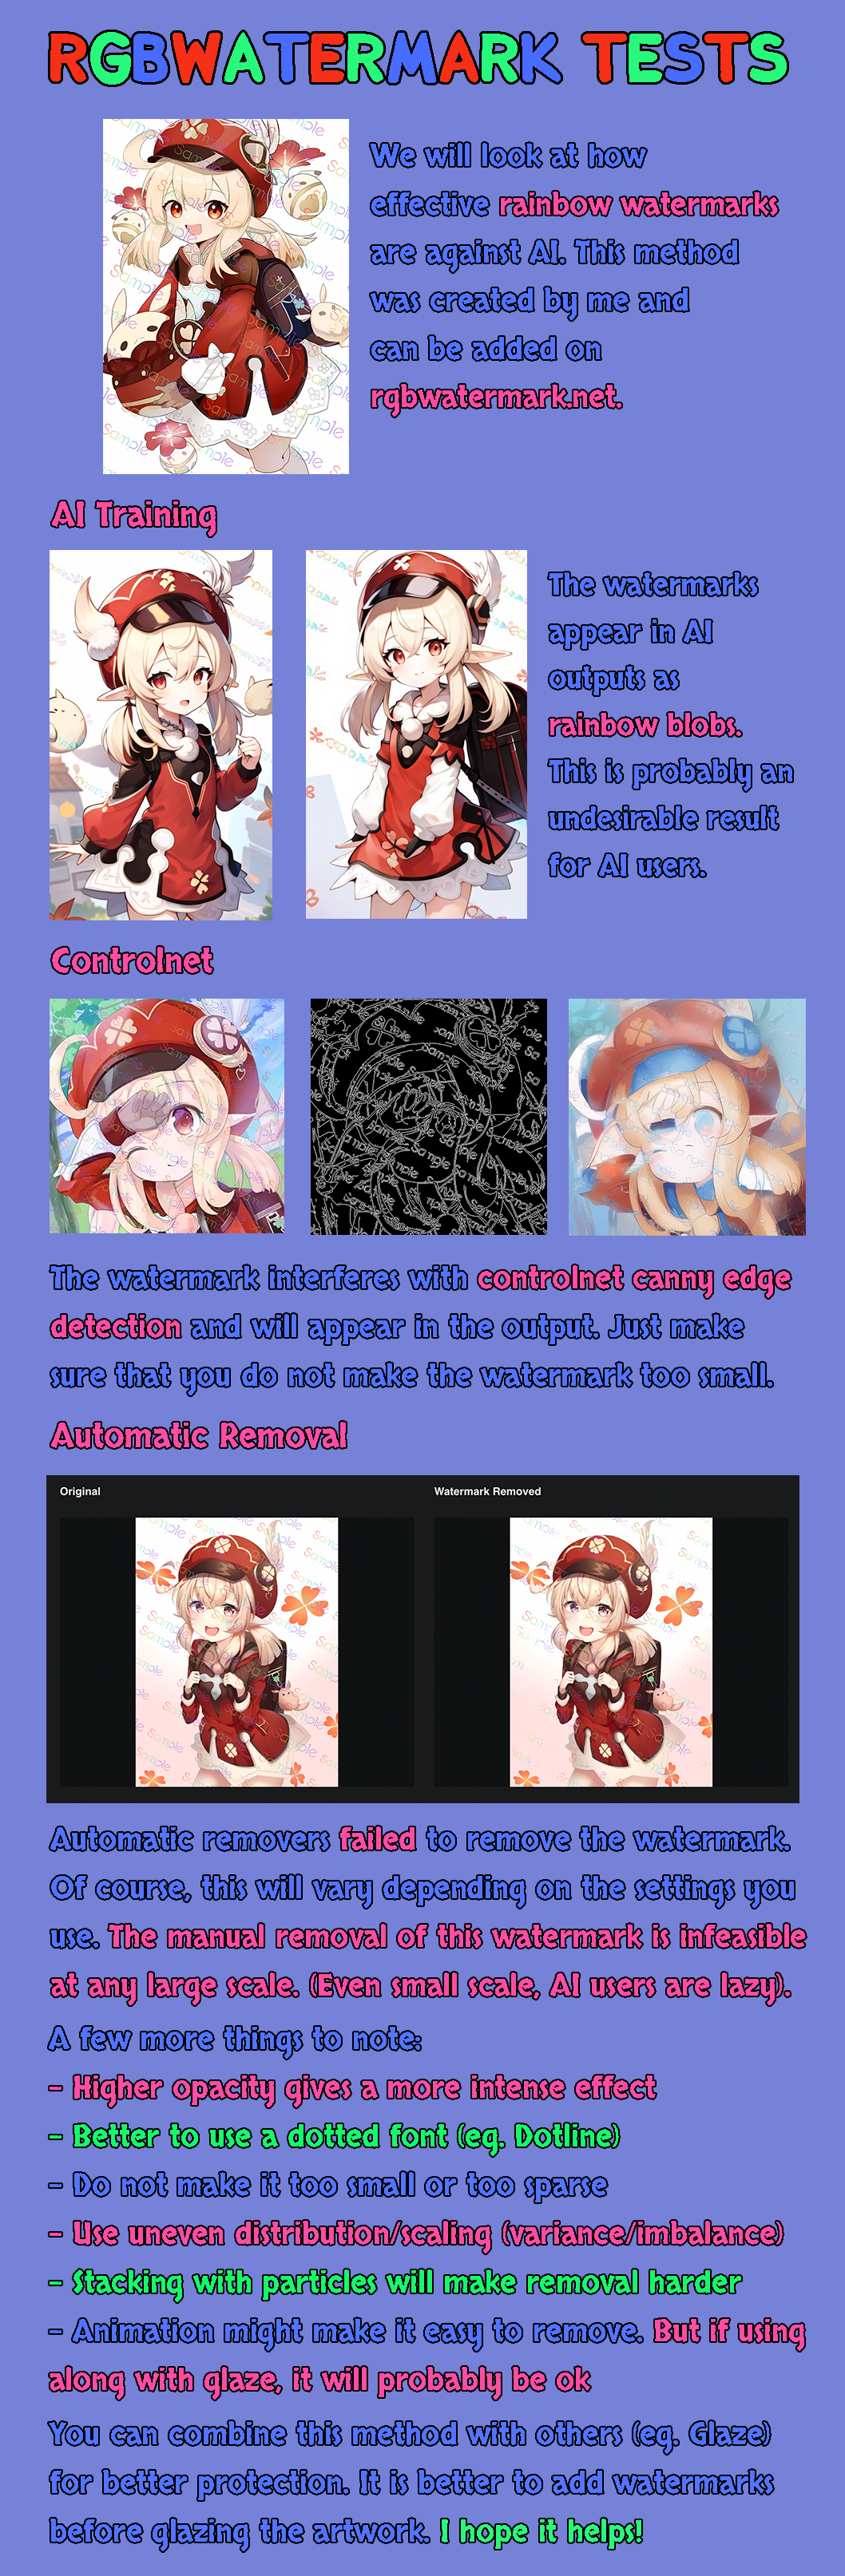 RGBWATERMARK TESTS
We will look at how
effective rainbow watermarks
are against AI. This method
was created by me and
can be added on
rgbwatermark.net.
AI Training
The watermarks
appear in AI
outputs as
rainbow blobs.
This is probably an
undesirable result
for AI users.
Controlnet
The watermark interferes with controlnet canny edge
detection and will appear in the output. Just make
sure that you do not make the watermark too small.
Automatic Removal
Original
Watermark Removed
Automatic removers failed to remove the watermark.
Of course, this will vary depending on the settings you
use. The manual removal of this watermark is infeasible
at any large scale. (Even small scale, AI users are lazy).
A few more things to note:
- Higher opacity gives a more intense effect
- Better to use a dotted font (eg. Dotline)
- Do not make it too small or too sparse
- Use uneven distribution/scaling (variance/imbalance)
- Stacking with particles will make removal harder
- Animation might make it easy to remove. But if using
along with glaze, it will probably be ok
You can combine this method with others (eg. Glaze)
for better protection. It is better to add watermarks
before glazing the artwork. I hope it helps!